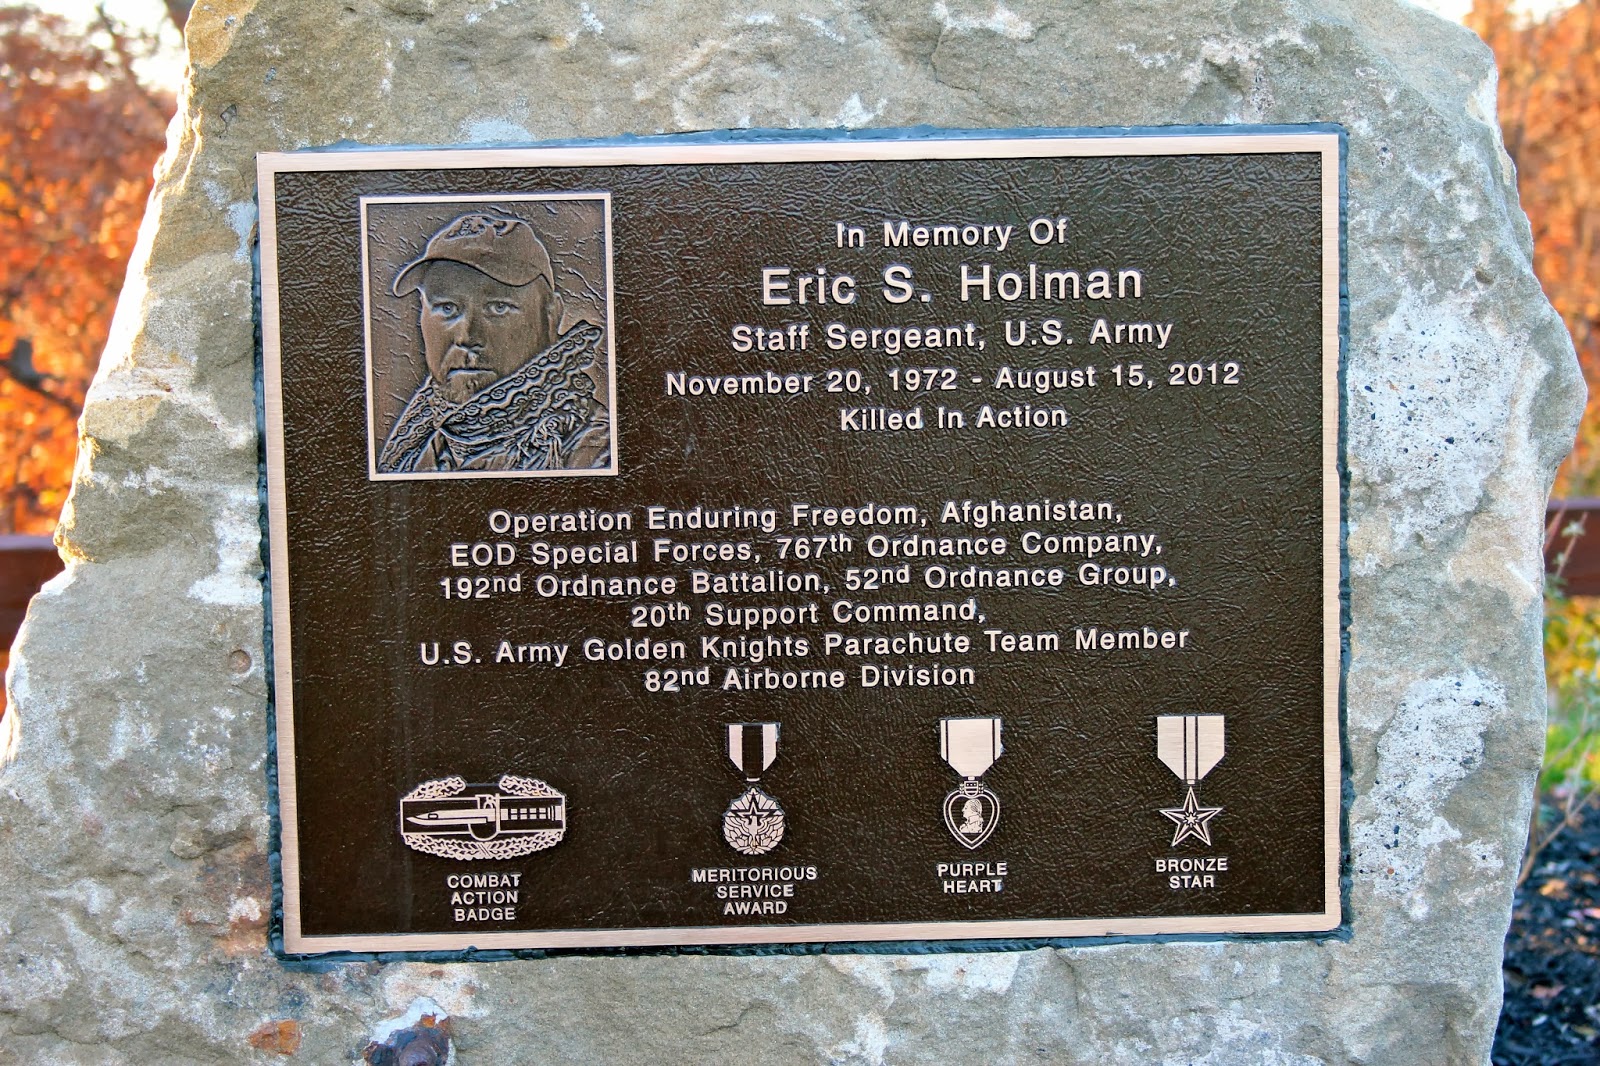 In Memory Of
Eric S. Holman
Staff Sergeant, U.S. Army
November 20, 1972 - August 15, 2012
Killed In Action
Operation Enduring Freedom, Afghanistan,
EOD Special Forces, 767th Ordnance Company,
192nd Ordnance Battalion, 52nd Ordnance Group,
20th Support Command,
U.S. Army Golden Knights Parachute Team Member
82nd Airborne Division
COMBAT
ACTION
BADGE
MERITORIOUS
SERVICE
AWARD
PURPLE
HEART
BRONZE
STAR